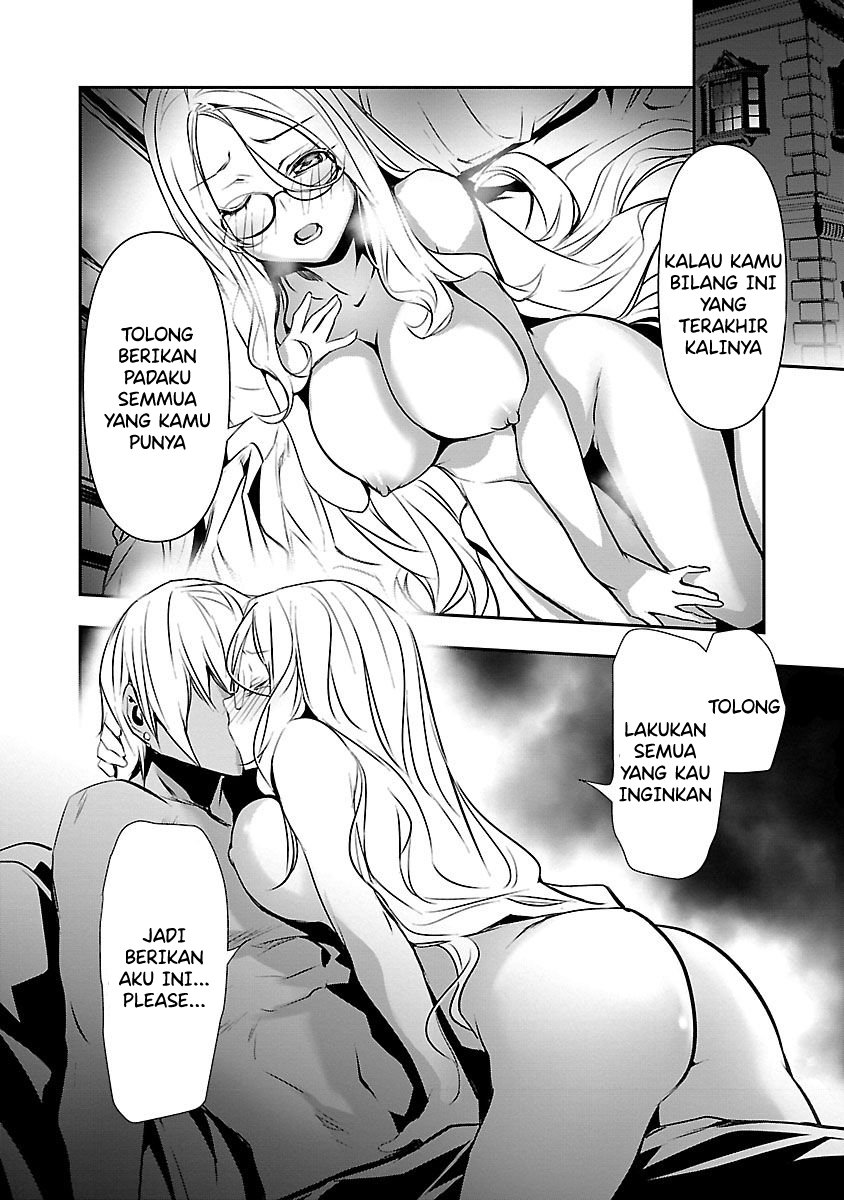 KALAU KAMU
BILANG INI
YANG
TERAKHIR
KALINYA
TOLONG
BERIKAN
PADAKU
SEMMUA
YANG KAMU
PUNYA
TOLONG
LAKUKAN
SEMUA
YANG KAU
INGINKAN
JADI
BERIKAN
AKU INI...
PLEASE...